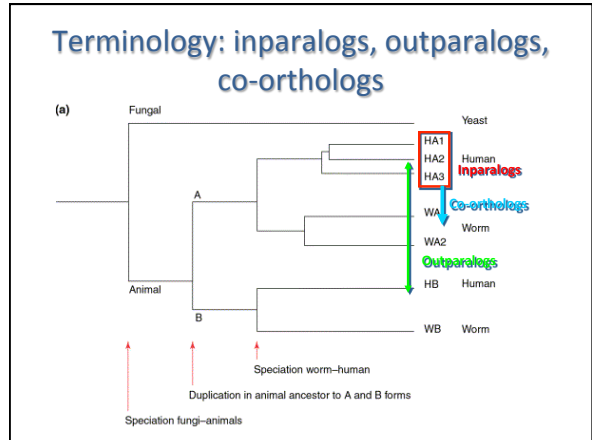 Terminology: inparalogs, outparalogs,
co-orthologs
(a)
Fungal
Yeast
HA1
HA2 Human
HA3
Inparalogs
A
WA
Co-orthologs
Worm
WA2
Outparalogs
Animal
HB Human
B
WB Worm
Speciation worm–human
Duplication in animal ancestor to A and B forms
Speciation fungi–animals